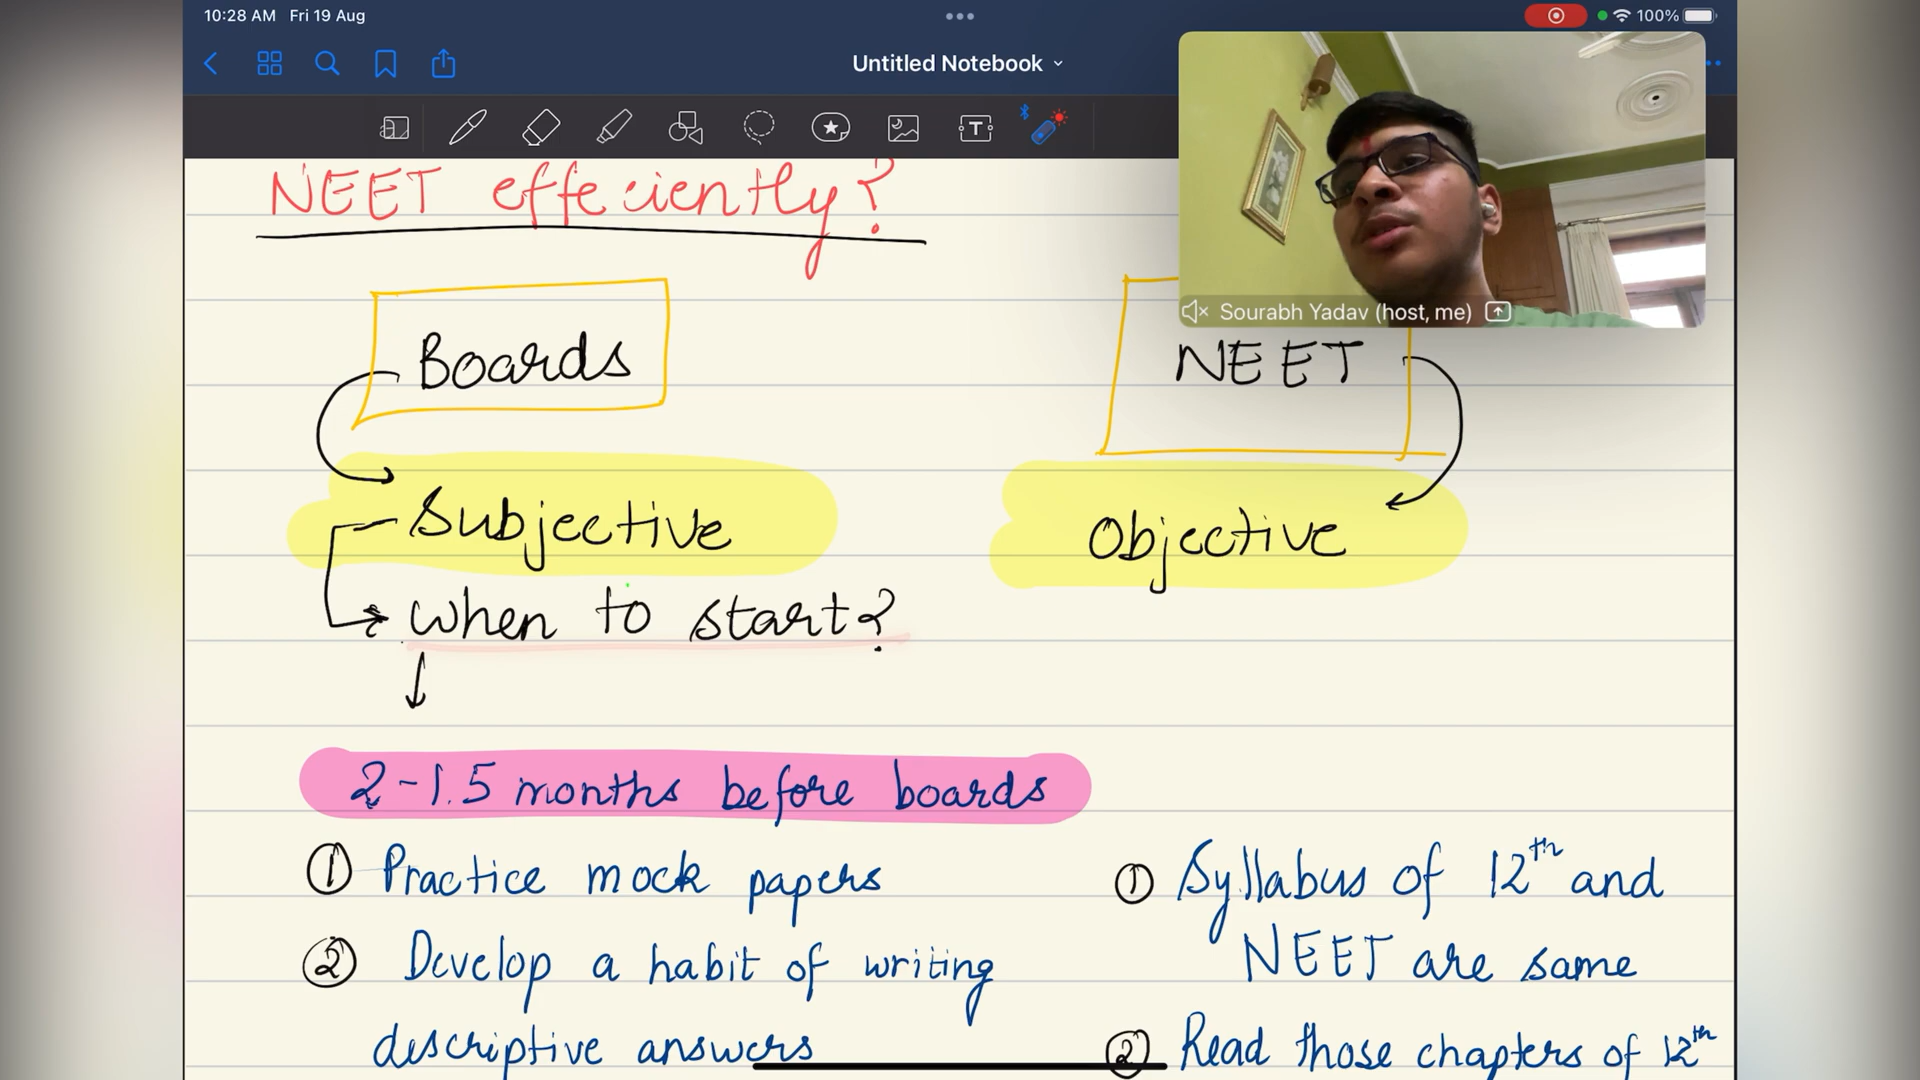 10:28 AM Fri 19 Aug
100%
Untitled Notebook
T
Sourabh Yadav (host, me)
NEET effeciently?
Boards
NEET
Subjective
Objective
When to start?
2-1.5 months before boards
① Practice mock papers
② Develop a habit of writing
descriptive answers
① Syllabus of 12th and
NEET are same
② Read those chapters of 12th